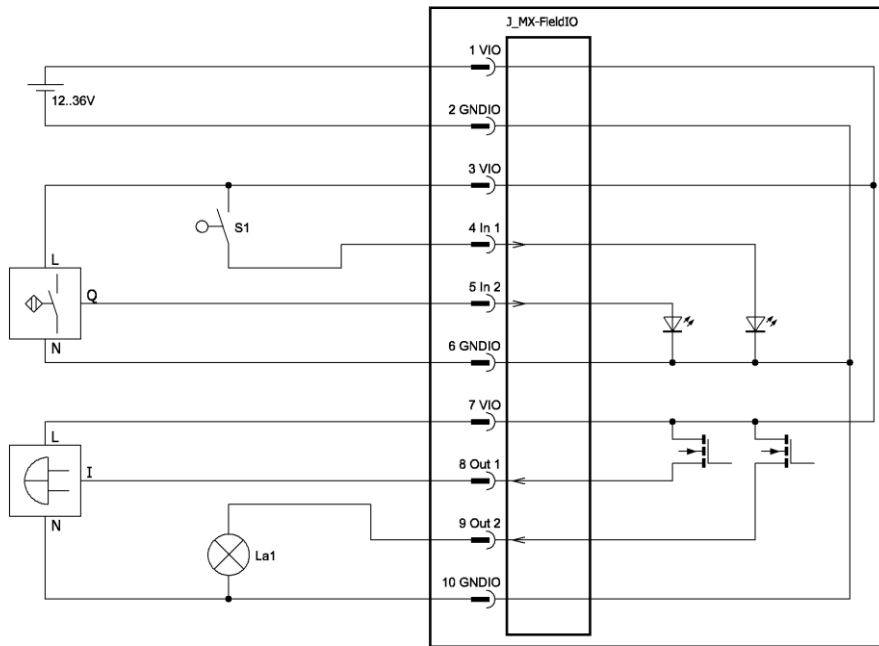 J_MX-FieldIO
1 VIO
12..36V
2 GNDIO
3 VIO
S1
4 In 1
L
Q
5 In 2
N
6 GNDIO
7 VIO
L
I
8 Out 1
N
9 Out 2
La1
10 GNDIO